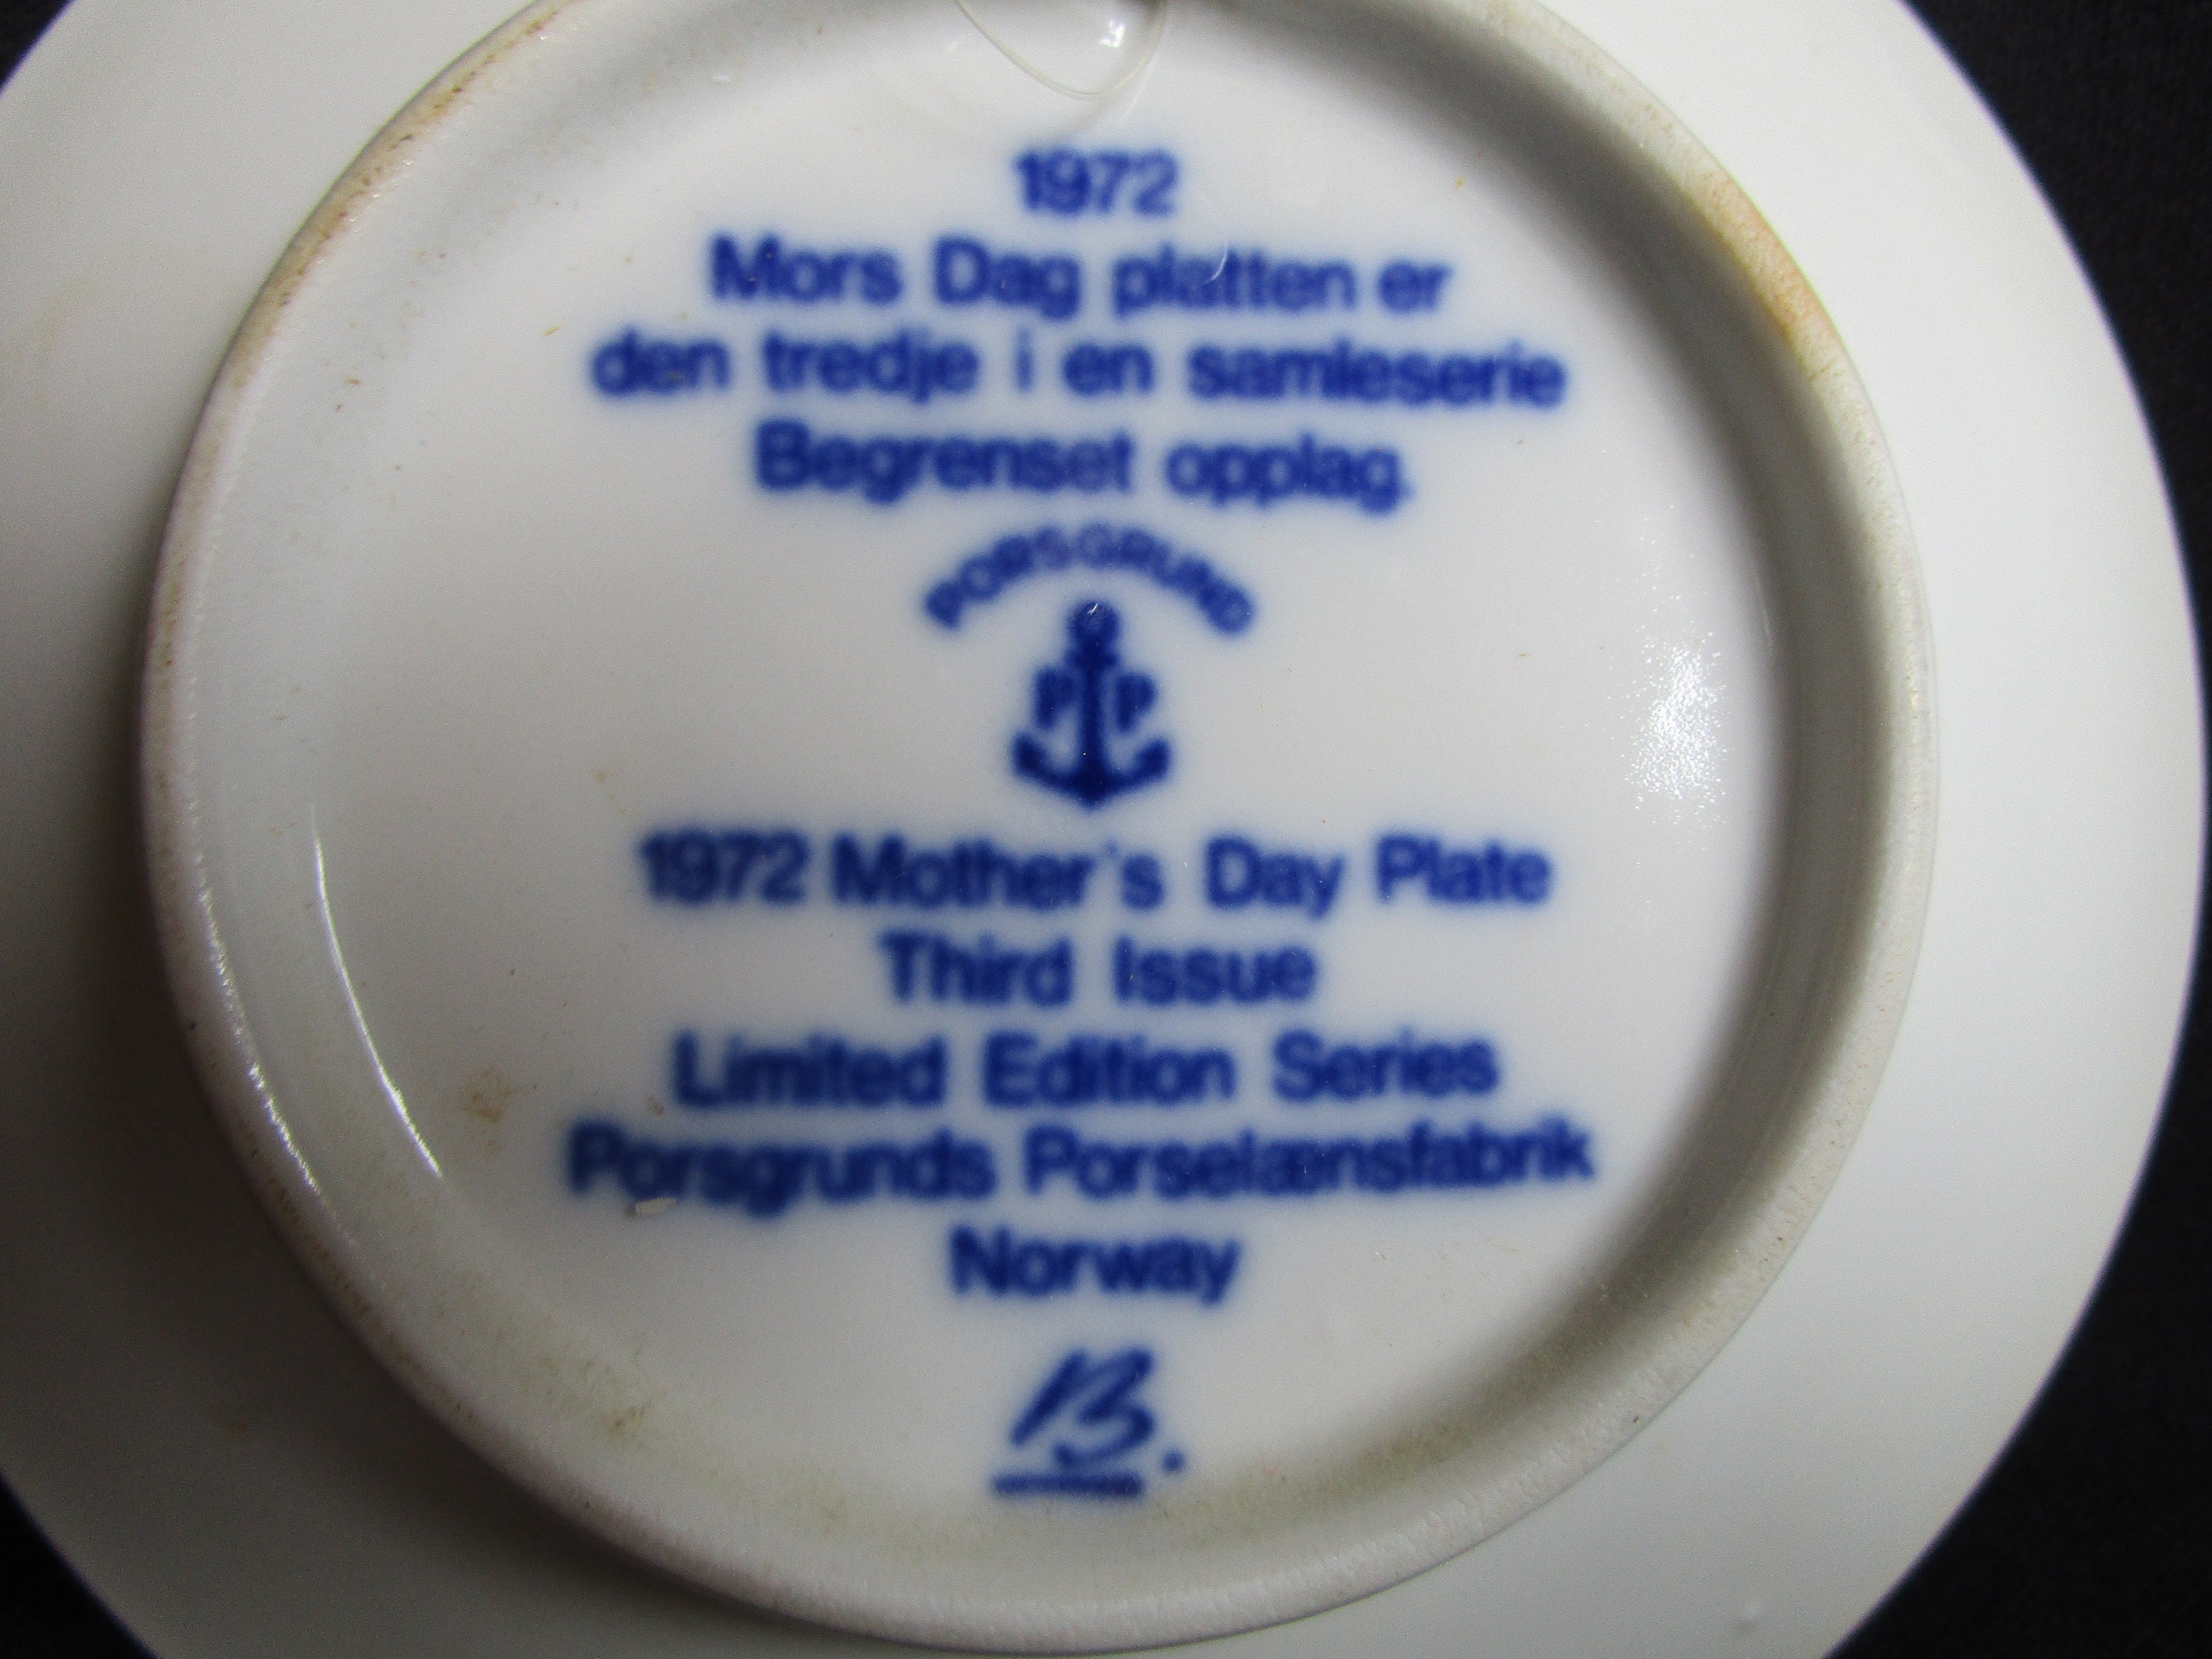 1972
Mors Dag platten er
den tredje i en samleserie
Begrenset opplag.
PORSGRUND
P P
1972 Mother's Day Plate
Third Issue
Limited Edition Series
Porsgrunds Porselænsfabrik
Norway
B.